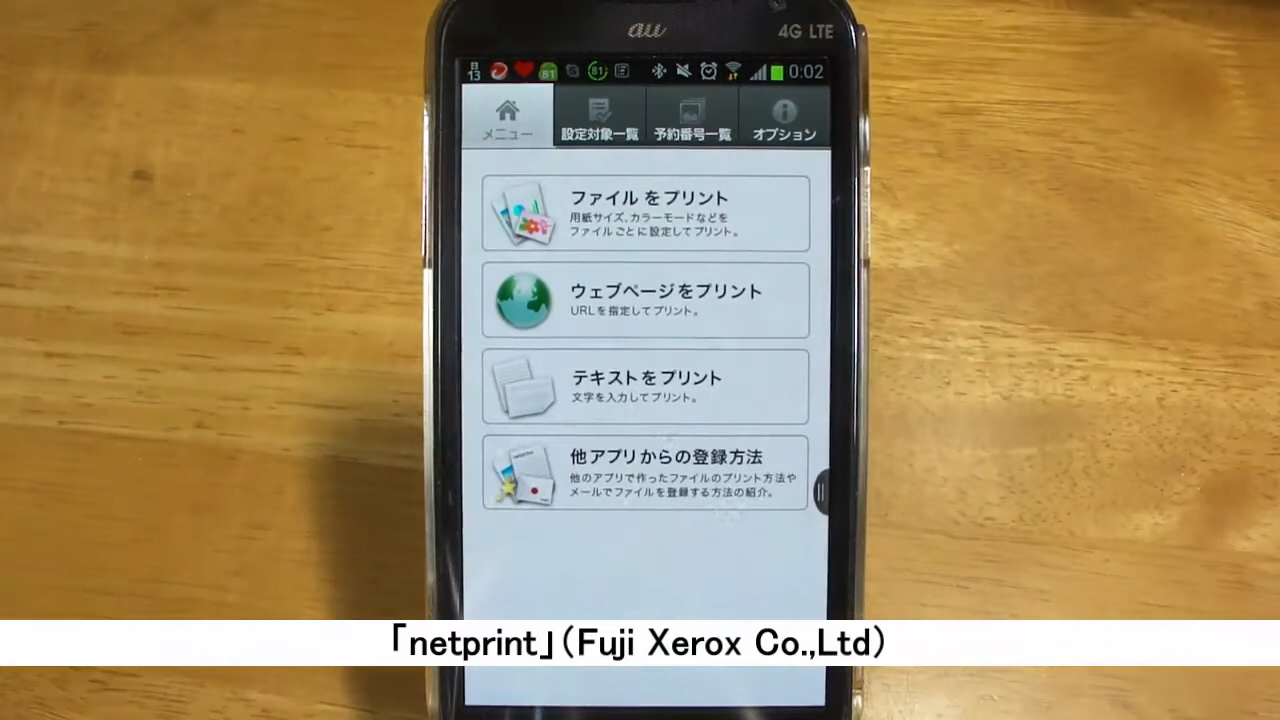 au
4G LTE
日
13
81
81
0:02
メニュー
設定対象一覧
予約番号一覧
オプション
ファイルをプリント
用紙サイズ、カラーモードなどを
ファイルごとに設定してプリント。
ウェブページをプリント
URLを指定してプリント。
テキストをプリント
文字を入力してプリント。
他アプリからの登録方法
他のアプリで作ったファイルのプリント方法や
メールでファイルを登録する方法の紹介。
「netprint」（Fuji Xerox Co.,Ltd）